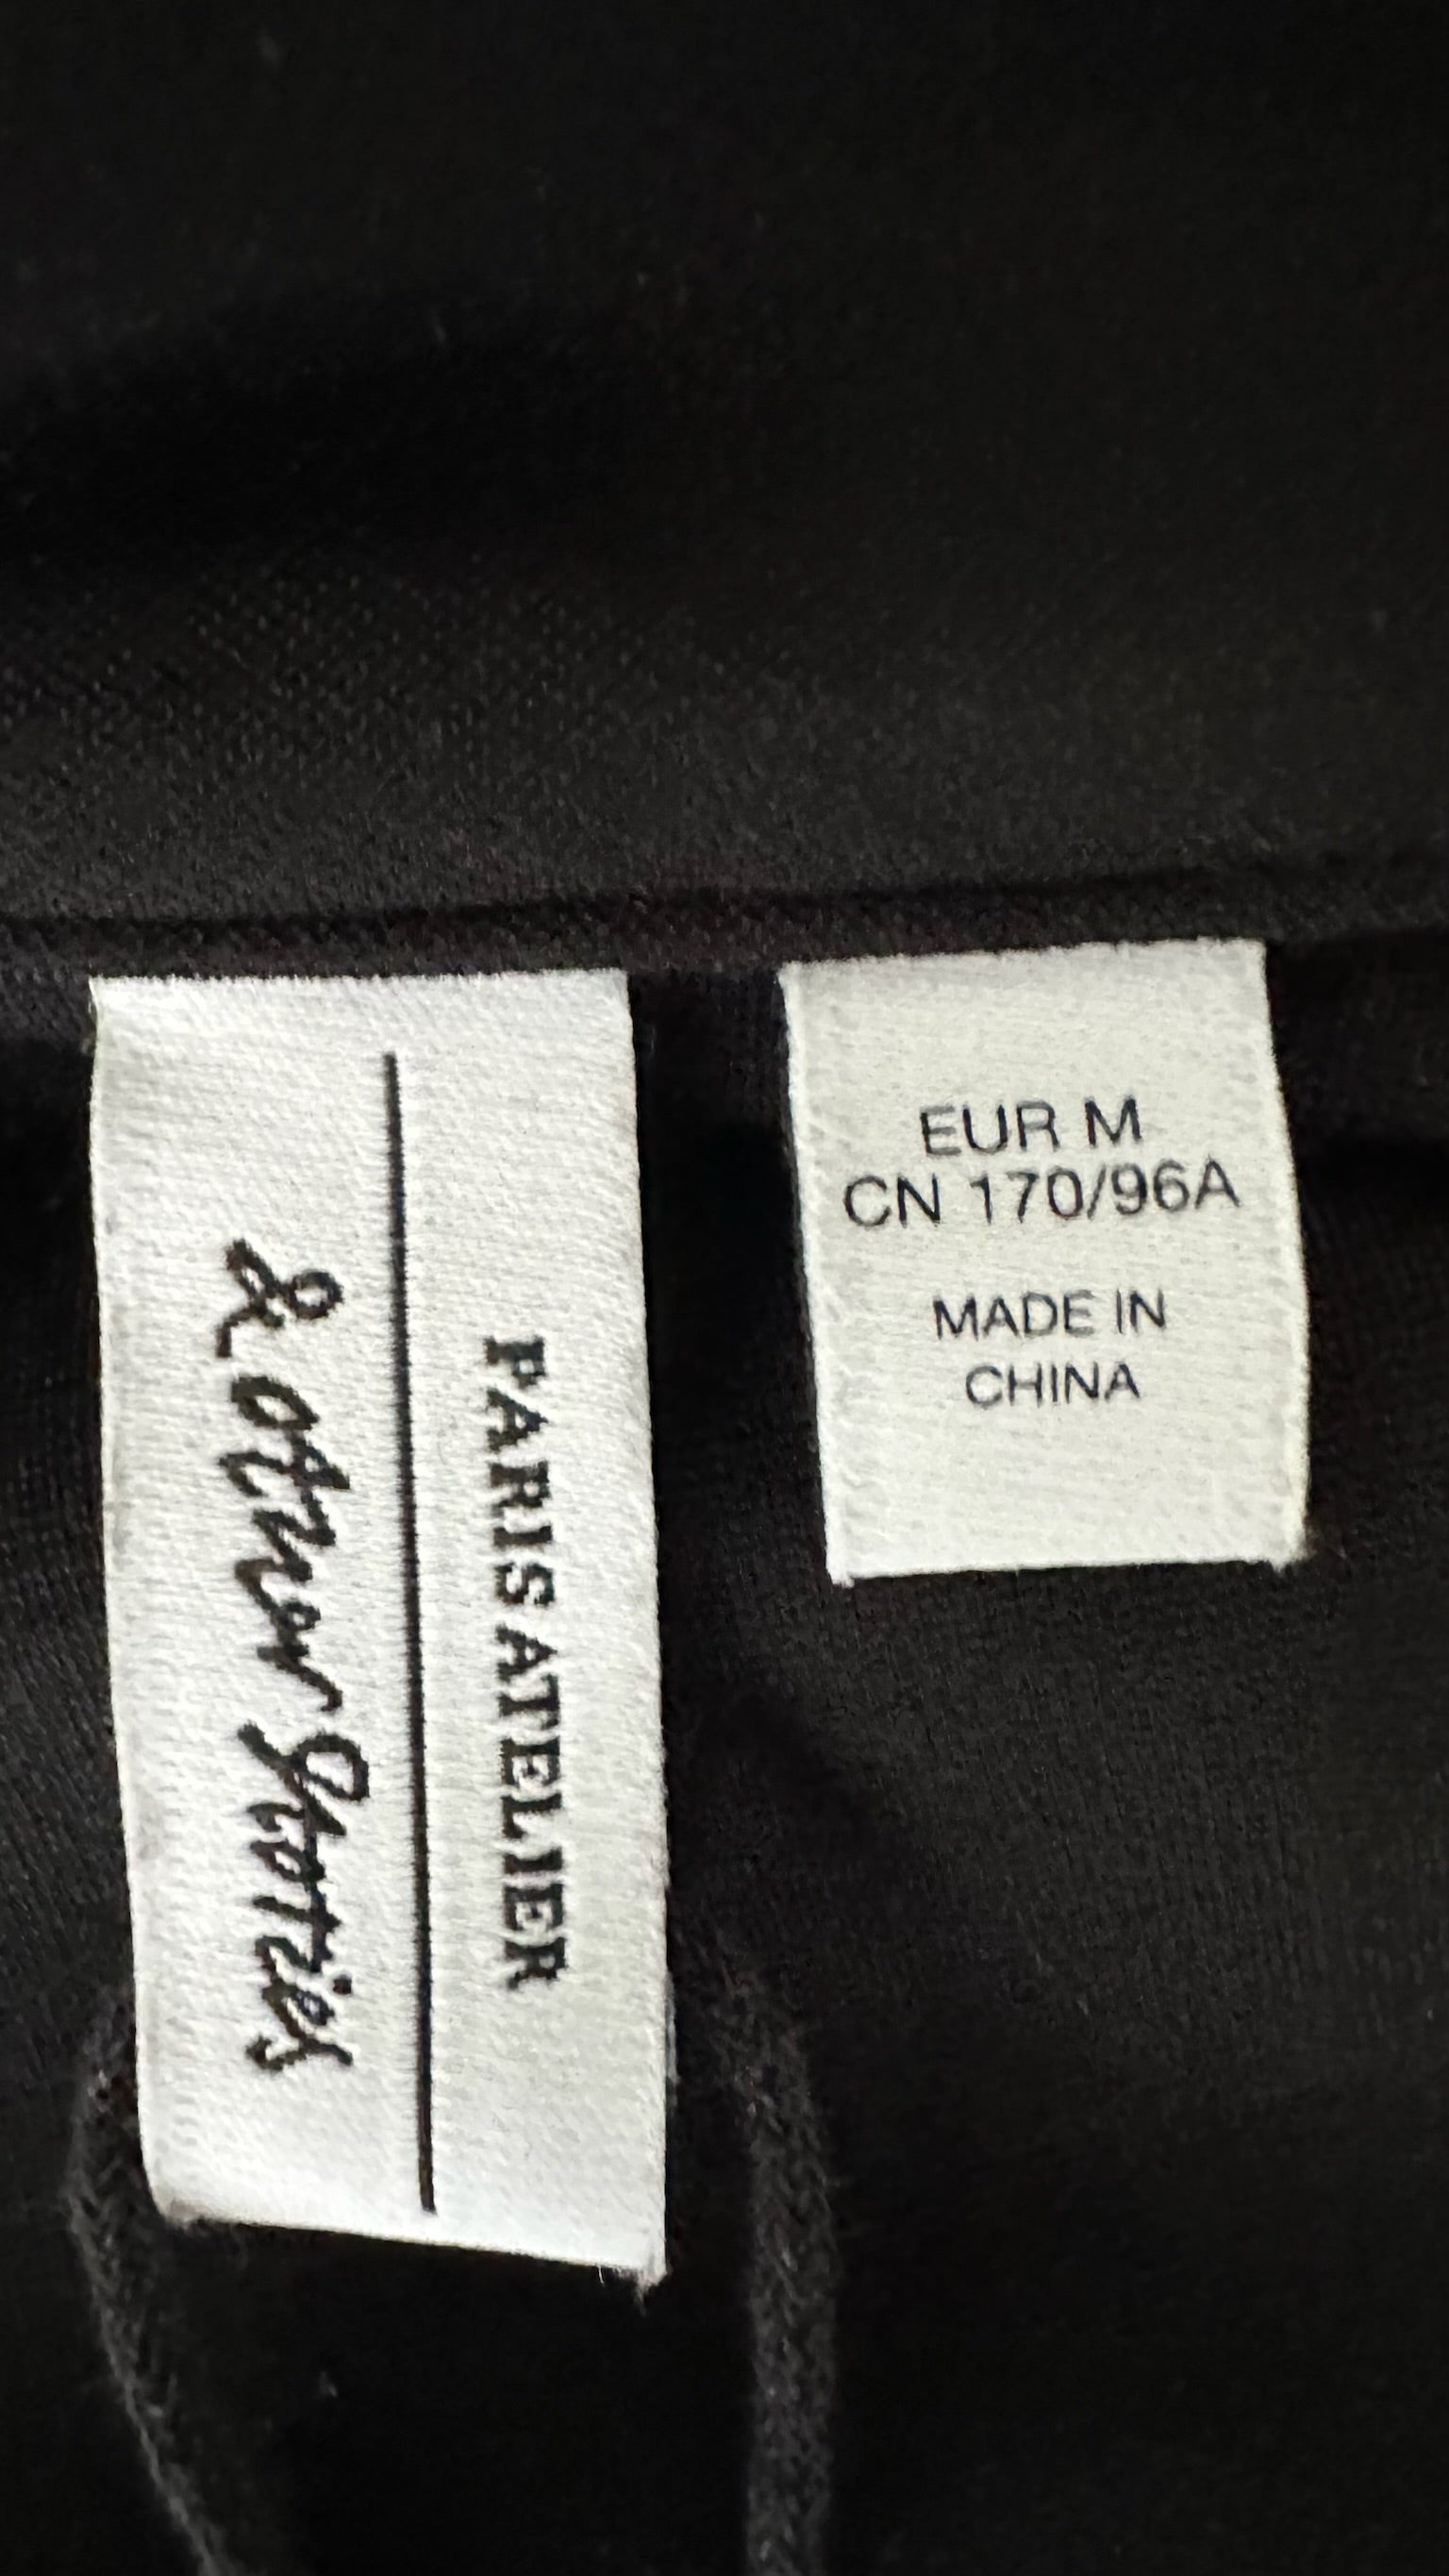 & other Stories
PARIS ATELIER
EUR M
CN 170/96A
MADE IN
CHINA